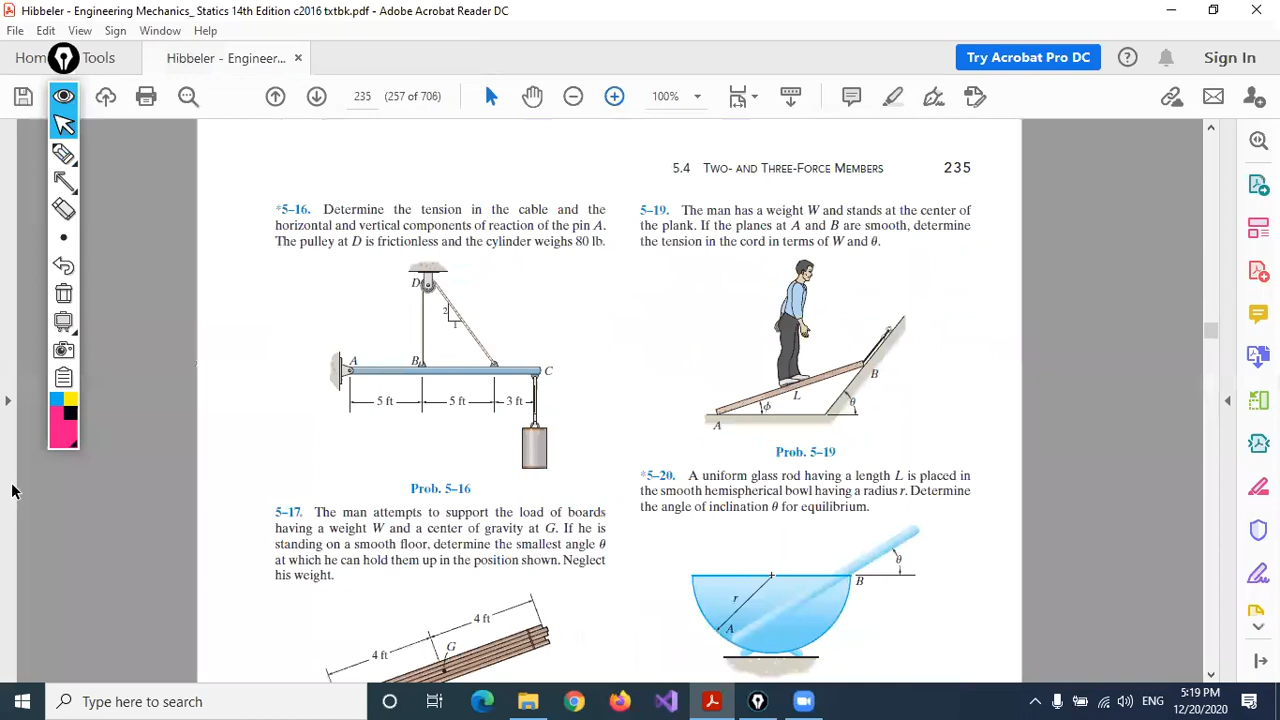 Hibbeler - Engineering Mechanics_ Statics 14th Edition c2016 txtbk.pdf - Adobe Acrobat Reader DC
File Edit View Sign Window Help
Hom Tools Hibbeler - Engineer... Try Acrobat Pro DC Sign In
235 (257 of 706) 100%
5.4 TWO- AND THREE-FORCE MEMBERS 235
*5–16. Determine the tension in the cable and the
horizontal and vertical components of reaction of the pin A.
The pulley at D is frictionless and the cylinder weighs 80 lb.
D
2
1
A
B
C
5 ft 5 ft 3 ft
Prob. 5–16
5–17. The man attempts to support the load of boards
having a weight W and a center of gravity at G. If he is
standing on a smooth floor, determine the smallest angle θ
at which he can hold them up in the position shown. Neglect
his weight.
4 ft
4 ft
G
5–19. The man has a weight W and stands at the center of
the plank. If the planes at A and B are smooth, determine
the tension in the cord in terms of W and θ.
B
L
ϕ
θ
A
Prob. 5–19
*5–20. A uniform glass rod having a length L is placed in
the smooth hemispherical bowl having a radius r. Determine
the angle of inclination θ for equilibrium.
θ
B
r
A
Type here to search
ENG
5:19 PM
12/20/2020